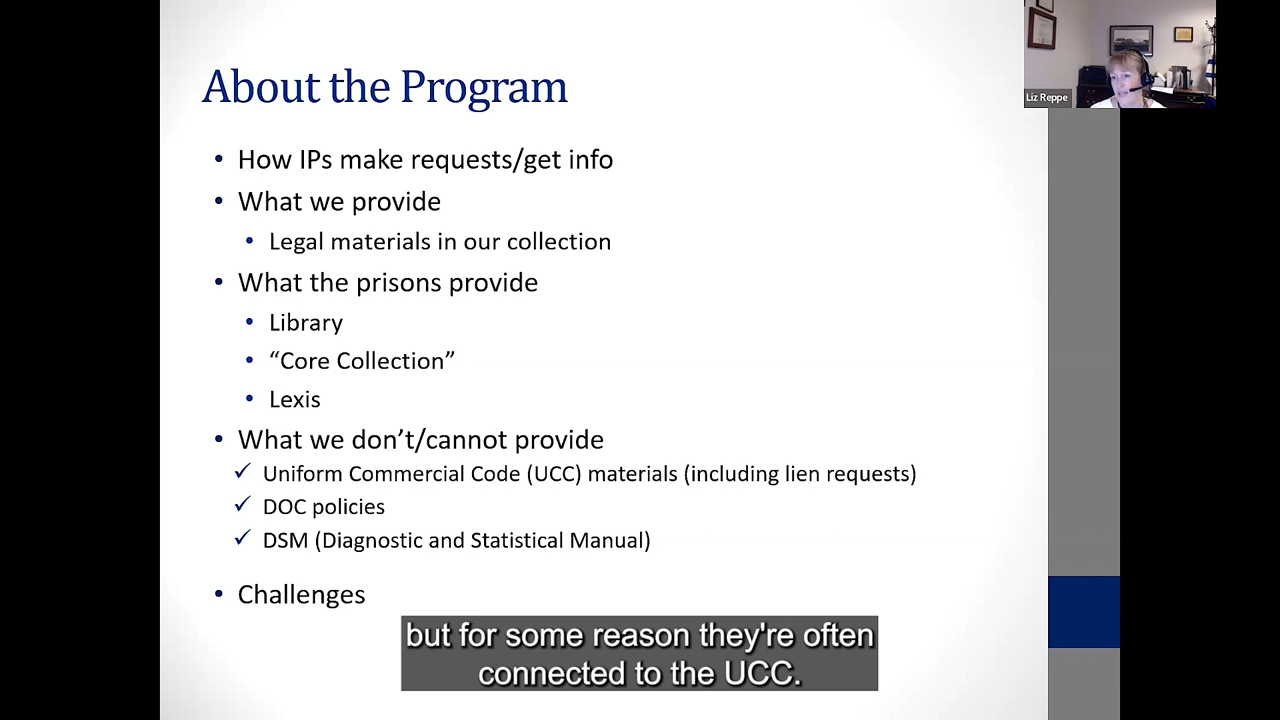 About the Program
• How IPs make requests/get info
• What we provide
• Legal materials in our collection
• What the prisons provide
• Library
• “Core Collection”
• Lexis
• What we don’t/cannot provide
✓ Uniform Commercial Code (UCC) materials (including lien requests)
✓ DOC policies
✓ DSM (Diagnostic and Statistical Manual)
• Challenges
but for some reason they're often
connected to the UCC.
Liz Reppe